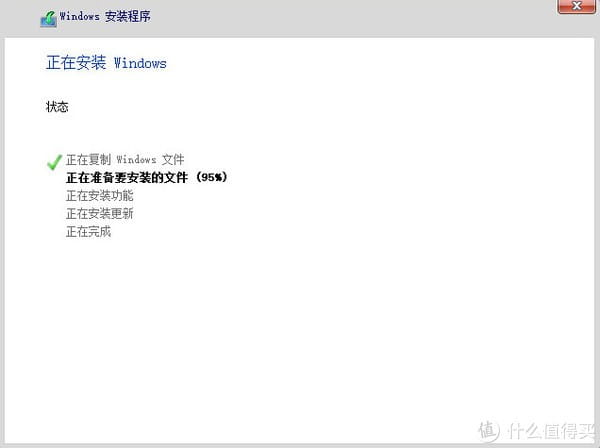 Windows 安装程序
正在安装 Windows
状态
正在复制 Windows 文件
正在准备要安装的文件 (95%)
正在安装功能
正在安装更新
正在完成
值 什么值得买